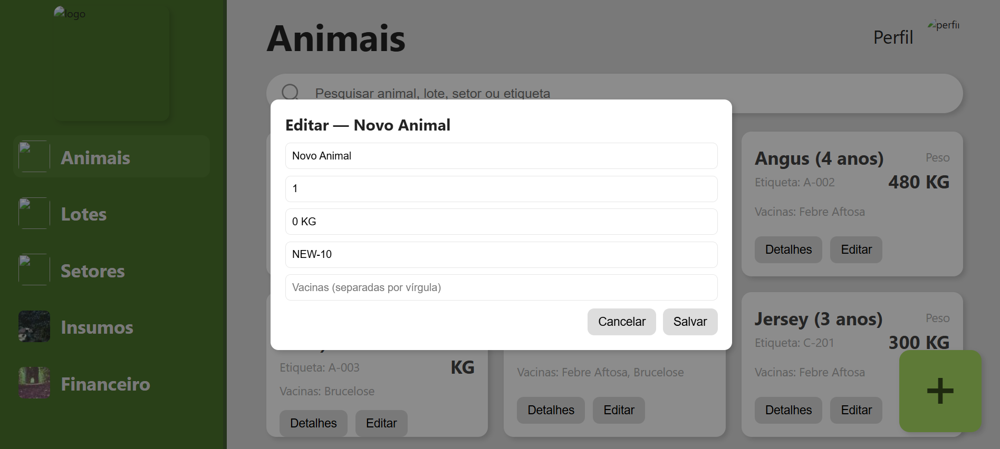 logo
Animais
Lotes
Setores
Insumos
Financeiro
Animais
Perfil
perfil
Pesquisar animal, lote, setor ou etiqueta
Editar — Novo Animal
Novo Animal
1
0 KG
NEW-10
Vacinas (separadas por vírgula)
Cancelar
Salvar
Angus (4 anos)
Peso
Etiqueta: A-002
480 KG
Vacinas: Febre Aftosa
Detalhes
Editar
Etiqueta: A-003
KG
Vacinas: Brucelose
Detalhes
Editar
Vacinas: Febre Aftosa, Brucelose
Detalhes
Editar
Jersey (3 anos)
Peso
Etiqueta: C-201
300 KG
Vacinas: Febre Aftosa
Detalhes
Editar
+